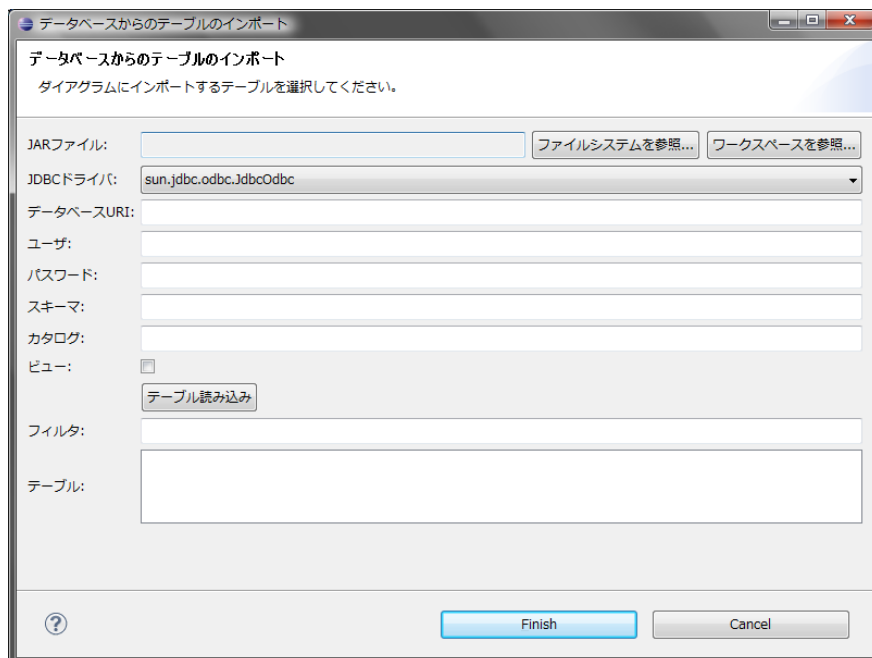 データベースからのテーブルのインポート
データベースからのテーブルのインポート
ダイアグラムにインポートするテーブルを選択してください。
JARファイル: ファイルシステムを参照... ワークスペースを参照...
JDBCドライバ: sun.jdbc.odbc.JdbcOdbc
データベースURI:
ユーザ:
パスワード:
スキーマ:
カタログ:
ビュー:
テーブル読み込み
フィルタ:
テーブル:
? Finish Cancel